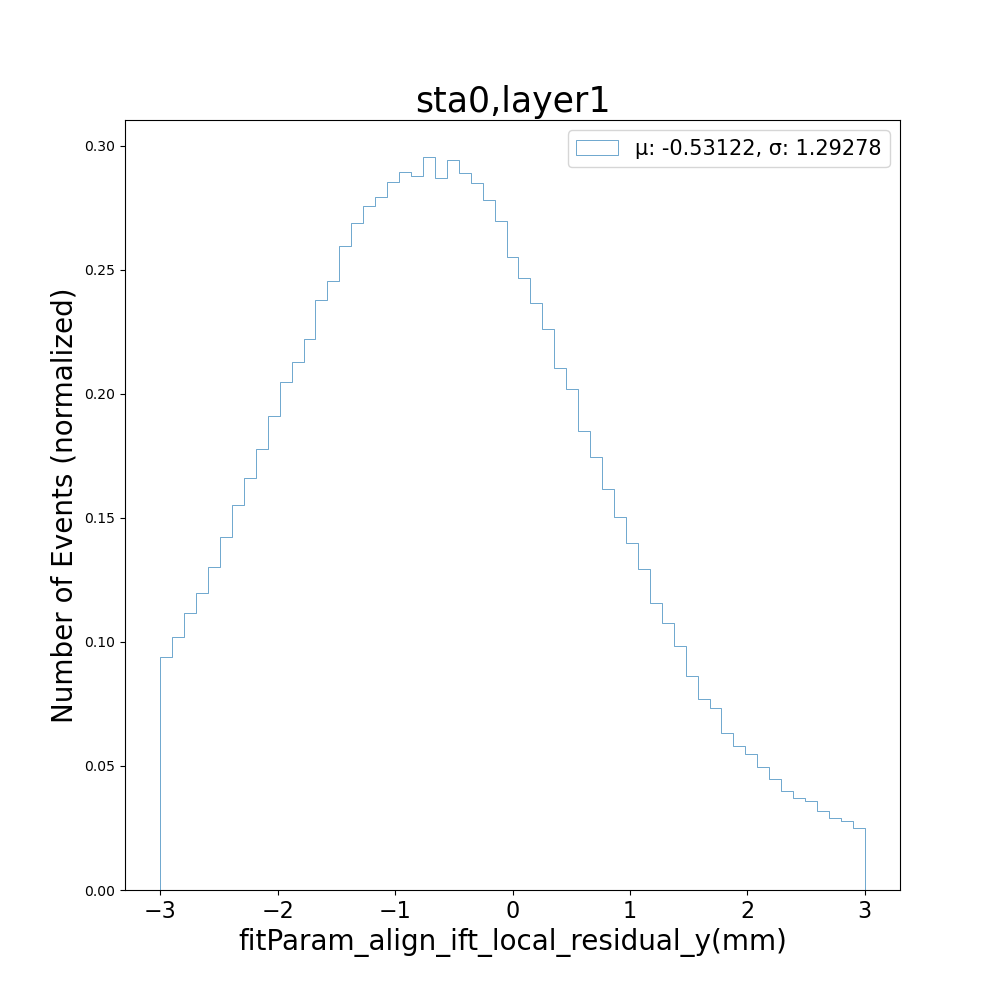 sta0,layer1
μ: -0.53122, σ: 1.29278
Number of Events (normalized)
0.30
0.25
0.20
0.15
0.10
0.05
0.00
−3 −2 −1 0 1 2 3
fitParam_align_ift_local_residual_y(mm)